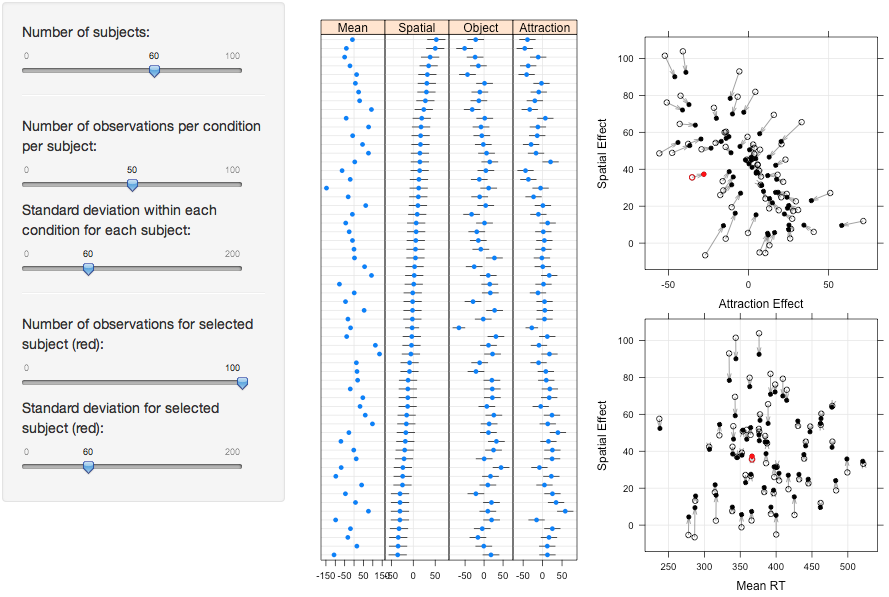 Number of subjects:
0 60 100
Number of observations per condition
per subject:
0 50 100
Standard deviation within each
condition for each subject:
0 60 200
Number of observations for selected
subject (red):
0 100
Standard deviation for selected
subject (red):
0 60 200
Mean Spatial Object Attraction
-150 -50 0 50 150 -50 0 50 0 50 0 50
Spatial Effect
100
80
60
40
20
0
-50 0 50
Attraction Effect
Spatial Effect
100
80
60
40
20
0
250 300 350 400 450 500
Mean RT